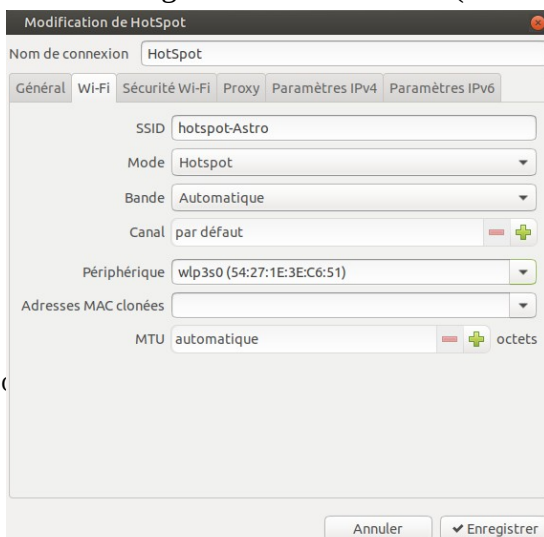 Modification de HotSpot
Nom de connexion HotSpot
Général Wi-Fi Sécurité Wi-Fi Proxy Paramètres IPv4 Paramètres IPv6
SSID hotspot-Astro
Mode Hotspot
Bande Automatique
Canal par défaut
Périphérique wlp3s0 (54:27:1E:3E:C6:51)
Adresses MAC clonées
MTU automatique octets
Annuler Enregistrer